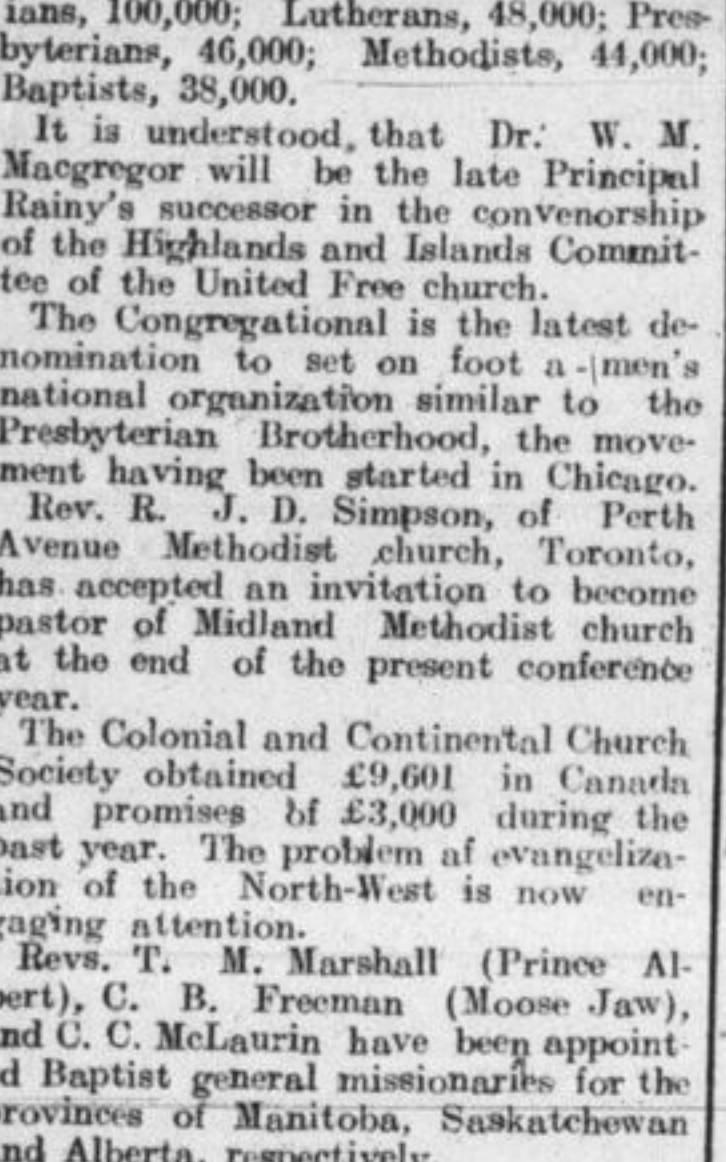 ians, 100,000; Lutherans, 48,000; Pres-
byterians, 46,000; Methodists, 44,000;
Baptists, 38,000.
It is understood, that Dr. W. M.
Macgregor will be the late Principal
Rainy's successor in the convenorship
of the Highlands and Islands Commit-
tee of the United Free church.
The Congregational is the latest de-
nomination to set on foot a men's
national organization similar to the
Presbyterian Brotherhood, the move-
ment having been started in Chicago.
Rev. R. J. D. Simpson, of Perth
Avenue Methodist church, Toronto,
has accepted an invitation to become
pastor of Midland Methodist church
at the end of the present conference
year.
The Colonial and Continental Church
Society obtained £9,601 in Canada
and promises of £3,000 during the
past year. The problem af evangeliza-
tion of the North-West is now en-
gaging attention.
Revs. T. M. Marshall (Prince Al-
bert), C. B. Freeman (Moose Jaw),
nd C. C. McLaurin have been appoint-
d Baptist general missionaries for the
rovinces of Manitoba, Saskatchewan
nd Alberta, respectively.